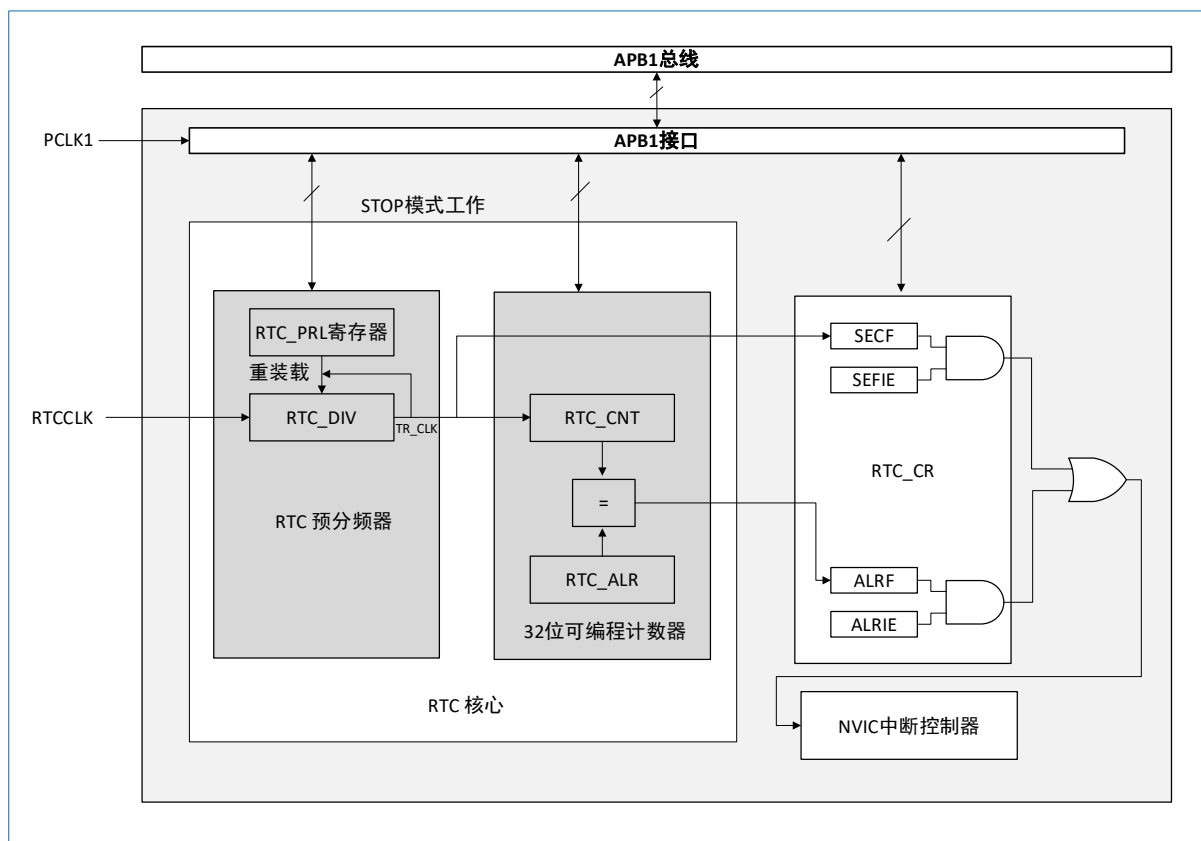 APB1总线
PCLK1
APB1接口
STOP模式工作
RTC_PRL寄存器
重装载
RTCCLK
RTC_DIV
TR_CLK
RTC 预分频器
RTC_CNT
=
RTC_ALR
32位可编程计数器
RTC 核心
SECF
SEFIE
RTC_CR
ALRF
ALRIE
NVIC中断控制器